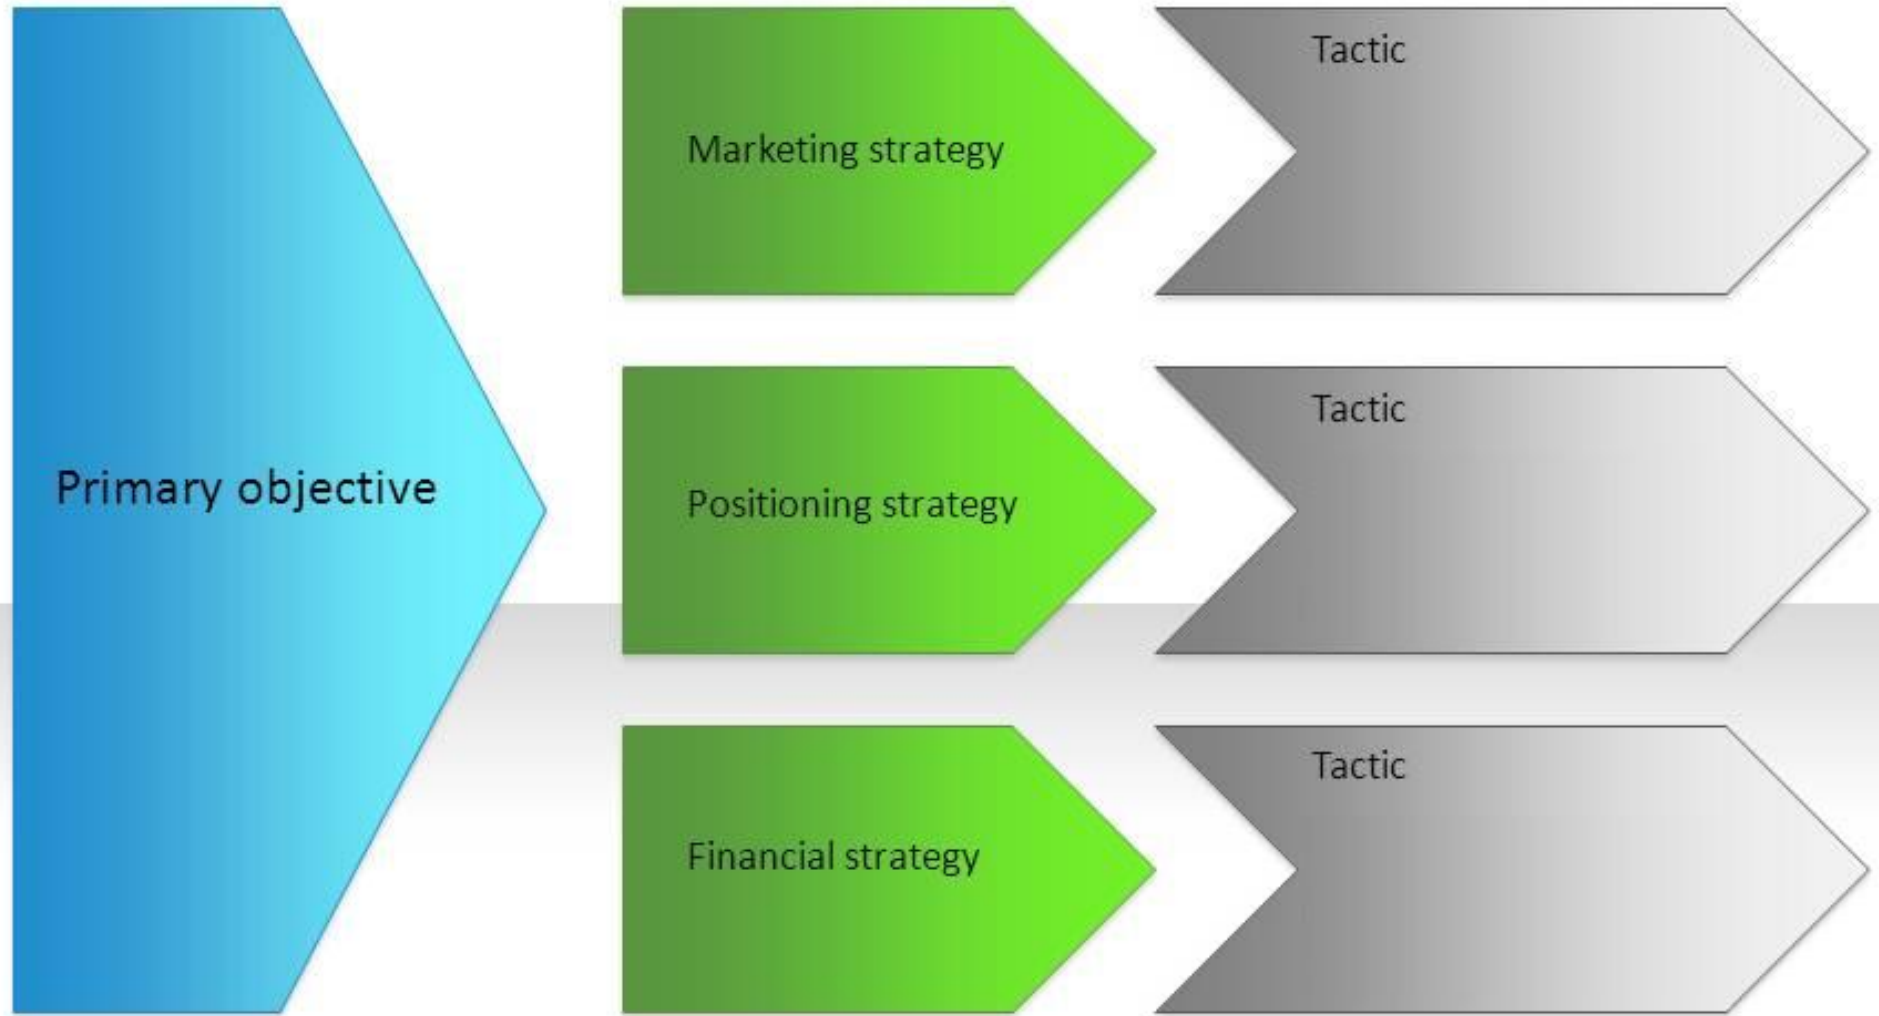 Primary objective
Marketing strategy
Tactic
Positioning strategy
Tactic
Financial strategy
Tactic